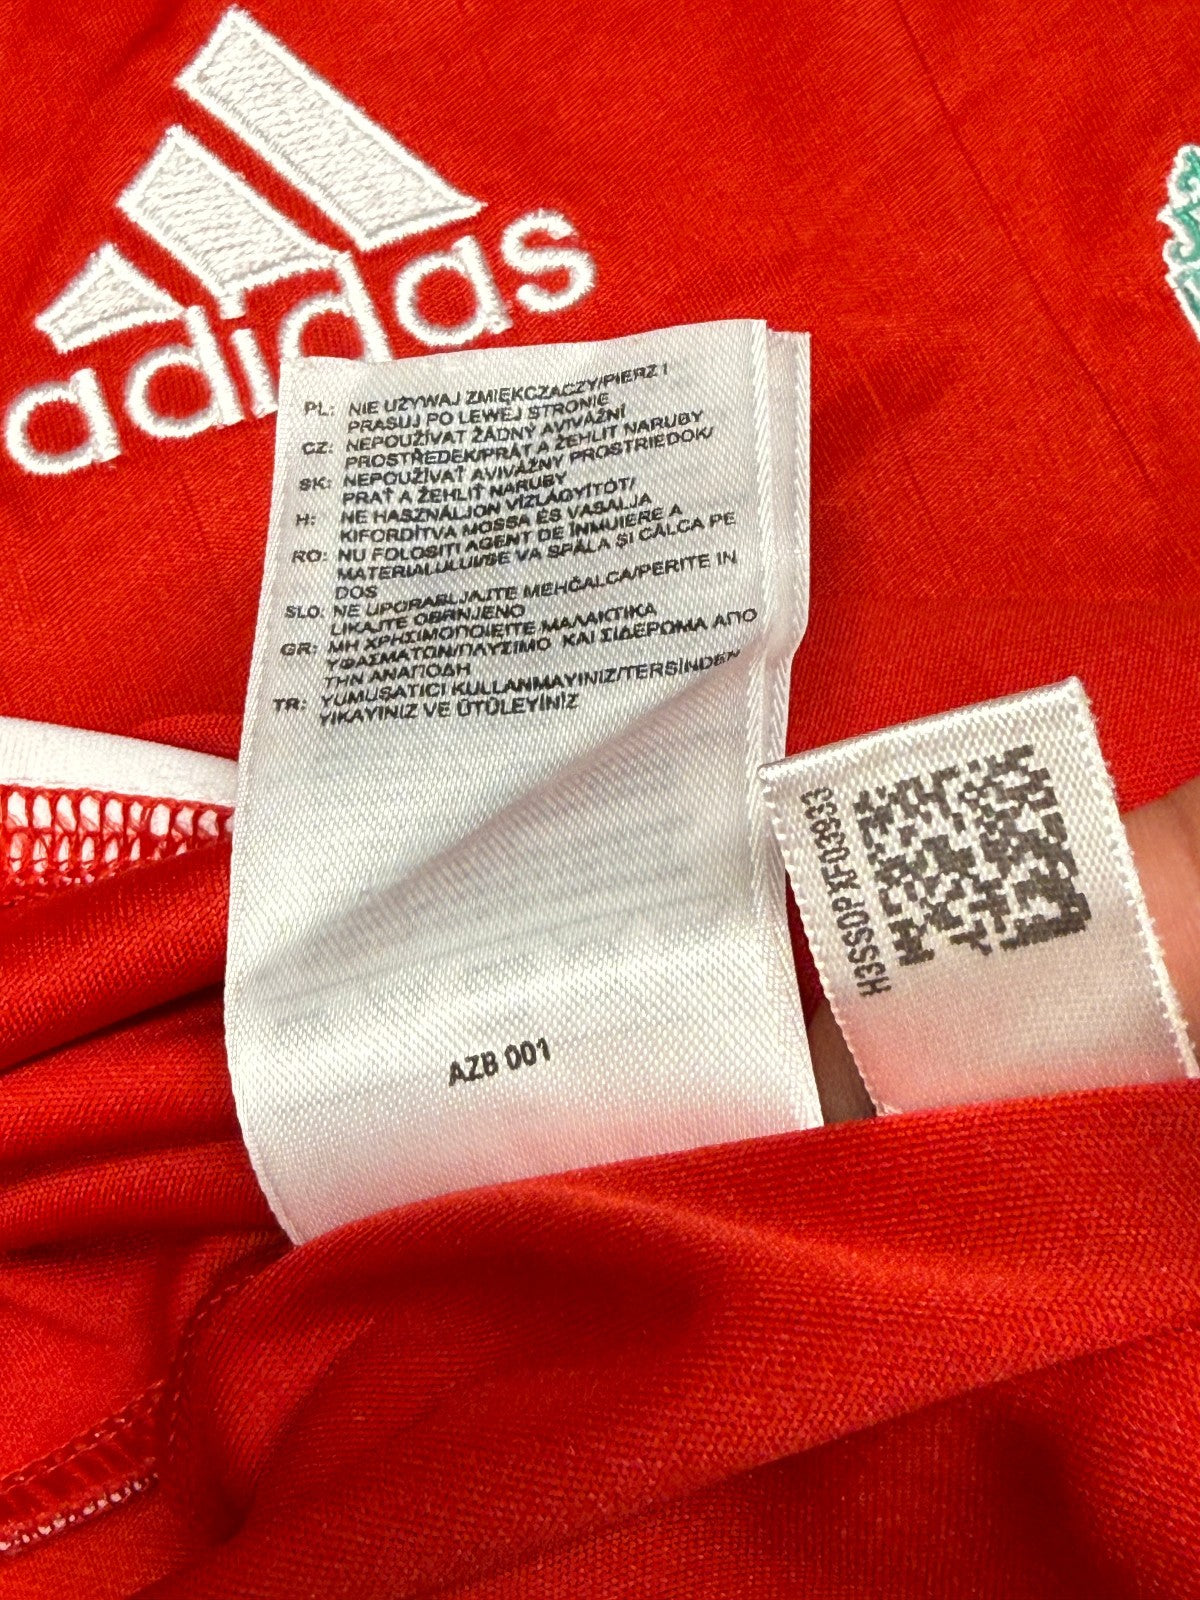 adidas
PL: NIE UŻYWAJ ZMIĘKCZACZY/PIERZ I
PRASUJ PO LEWEJ STRONIE
CZ: NEPOUŽÍVAT ŽÁDNÝ AVIVÁŽNÍ
PROSTŘEDEK/PRÁT A ŽEHLIT NARUBY
SK: NEPOUŽÍVAŤ AVIVÁŽNY PROSTRIEDOK/
PRAŤ A ŽEHLIŤ NARUBY
H: NE HASZNÁLJON VÍZLÁGYÍTÓT/
KIFORDÍTVA MOSSA ÉS VASALJA
RO: NU FOLOSITI AGENT DE ÎNMUIERE A
MATERIALULUI/SE VA SPĂLA ȘI CĂLCA PE
DOS
SLO: NE UPORABLJAJTE MEHČALCA/PERITE IN
LIKAJTE OBRNJENO
GR: ΜΗ ΧΡΗΣΙΜΟΠΟΙΕΙΤΕ ΜΑΛΑΚΤΙΚΑ
ΥΦΑΣΜΑΤΩΝ/ΠΛΥΣΙΜΟ ΚΑΙ ΣΙΔΕΡΩΜΑ ΑΠΟ
ΤΗΝ ΑΝΑΠΟΔΗ
TR: YUMUŞATICI KULLANMAYINIZ/TERSİNDEN
YIKAYINIZ VE ÜTÜLEYİNİZ
AZB 001
H3SS0PXF03933